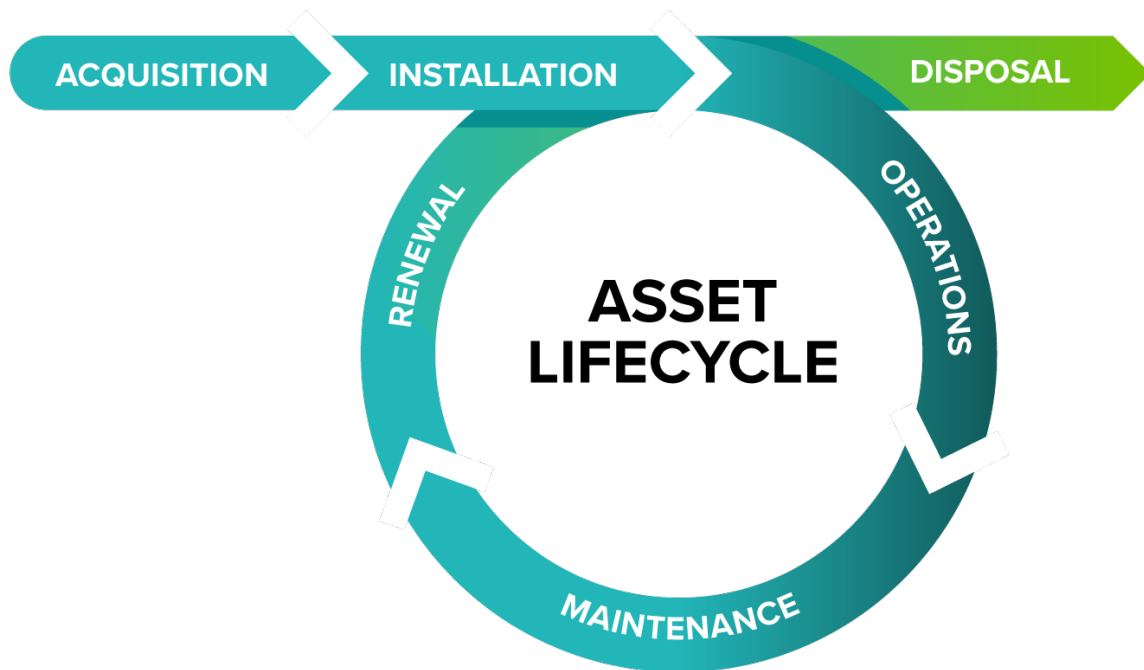 ACQUISITION
INSTALLATION
DISPOSAL
OPERATIONS
RENEWAL
ASSET
LIFECYCLE
MAINTENANCE